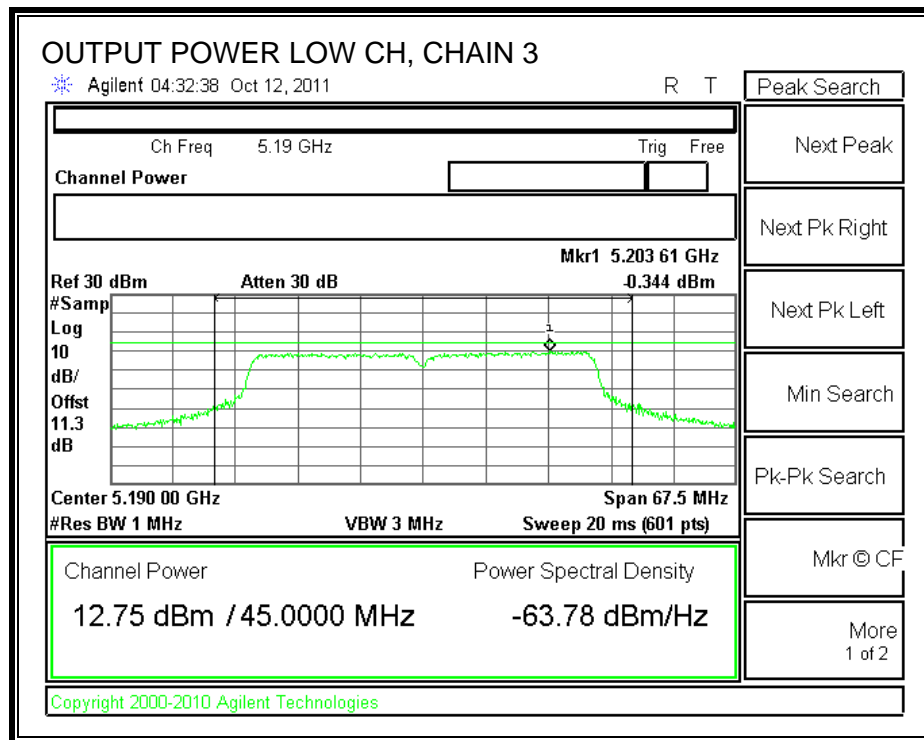 OUTPUT POWER LOW CH, CHAIN 3
Agilent 04:32:38 Oct 12, 2011 R T
Peak Search
Ch Freq 5.19 GHz Trig Free
Channel Power
Next Peak
Next Pk Right
Mkr1 5.203 61 GHz
Ref 30 dBm Atten 30 dB -0.344 dBm
#Samp
Log
10
dB/
Offst
11.3
dB
1
Next Pk Left
Min Search
Pk-Pk Search
Center 5.190 00 GHz Span 67.5 MHz
#Res BW 1 MHz VBW 3 MHz Sweep 20 ms (601 pts)
Mkr © CF
Channel Power Power Spectral Density
12.75 dBm / 45.0000 MHz -63.78 dBm/Hz
More
1 of 2
Copyright 2000-2010 Agilent Technologies